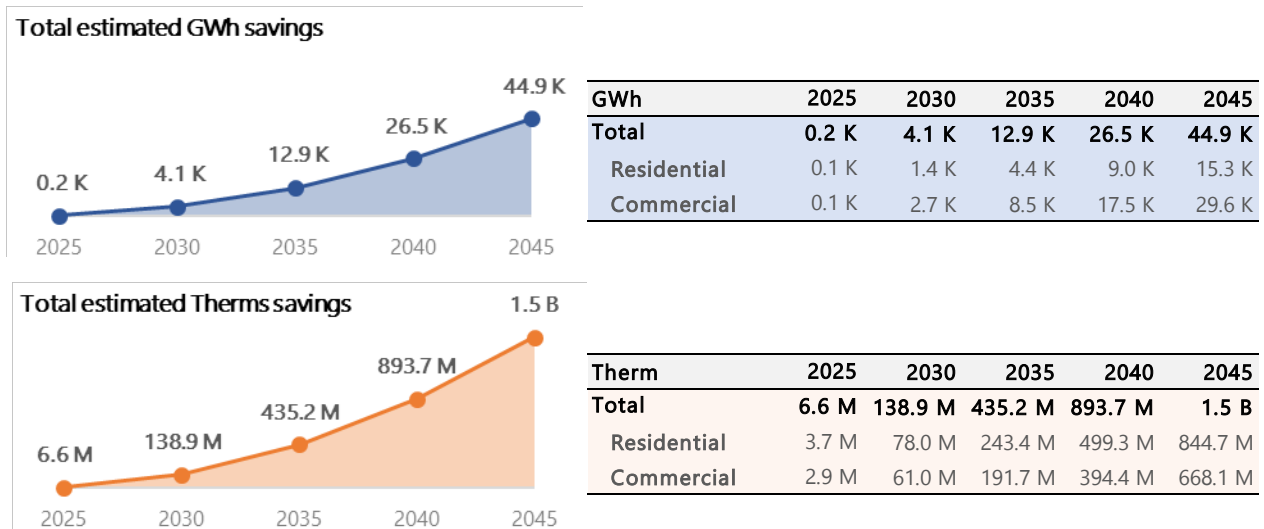 Total estimated GWh savings
44.9 K
26.5 K
12.9 K
4.1 K
0.2 K
2025 2030 2035 2040 2045
GWh 2025 2030 2035 2040 2045
Total 0.2 K 4.1 K 12.9 K 26.5 K 44.9 K
Residential 0.1 K 1.4 K 4.4 K 9.0 K 15.3 K
Commercial 0.1 K 2.7 K 8.5 K 17.5 K 29.6 K
Total estimated Therms savings
1.5 B
893.7 M
435.2 M
138.9 M
6.6 M
2025 2030 2035 2040 2045
Therm 2025 2030 2035 2040 2045
Total 6.6 M 138.9 M 435.2 M 893.7 M 1.5 B
Residential 3.7 M 78.0 M 243.4 M 499.3 M 844.7 M
Commercial 2.9 M 61.0 M 191.7 M 394.4 M 668.1 M